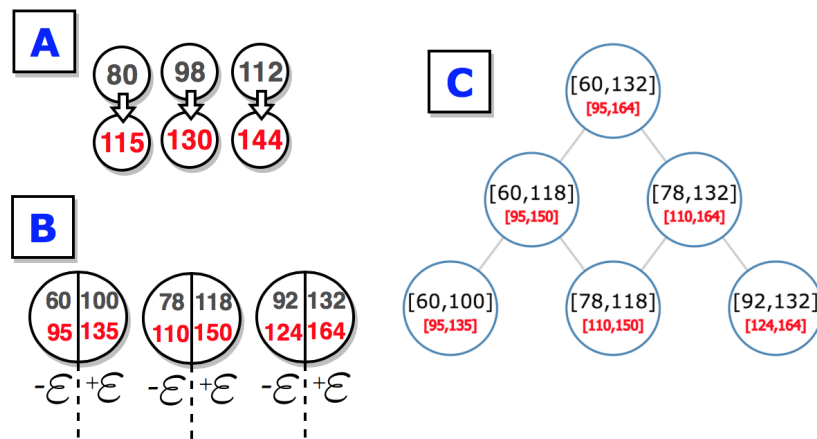 A
80 98 112
115 130 144
B
60 100 78 118 92 132
95 135 110 150 124 164
-ε +ε -ε +ε -ε +ε
C
[60,132]
[95,164]
[60,118] [78,132]
[95,150] [110,164]
[60,100] [78,118] [92,132]
[95,135] [110,150] [124,164]